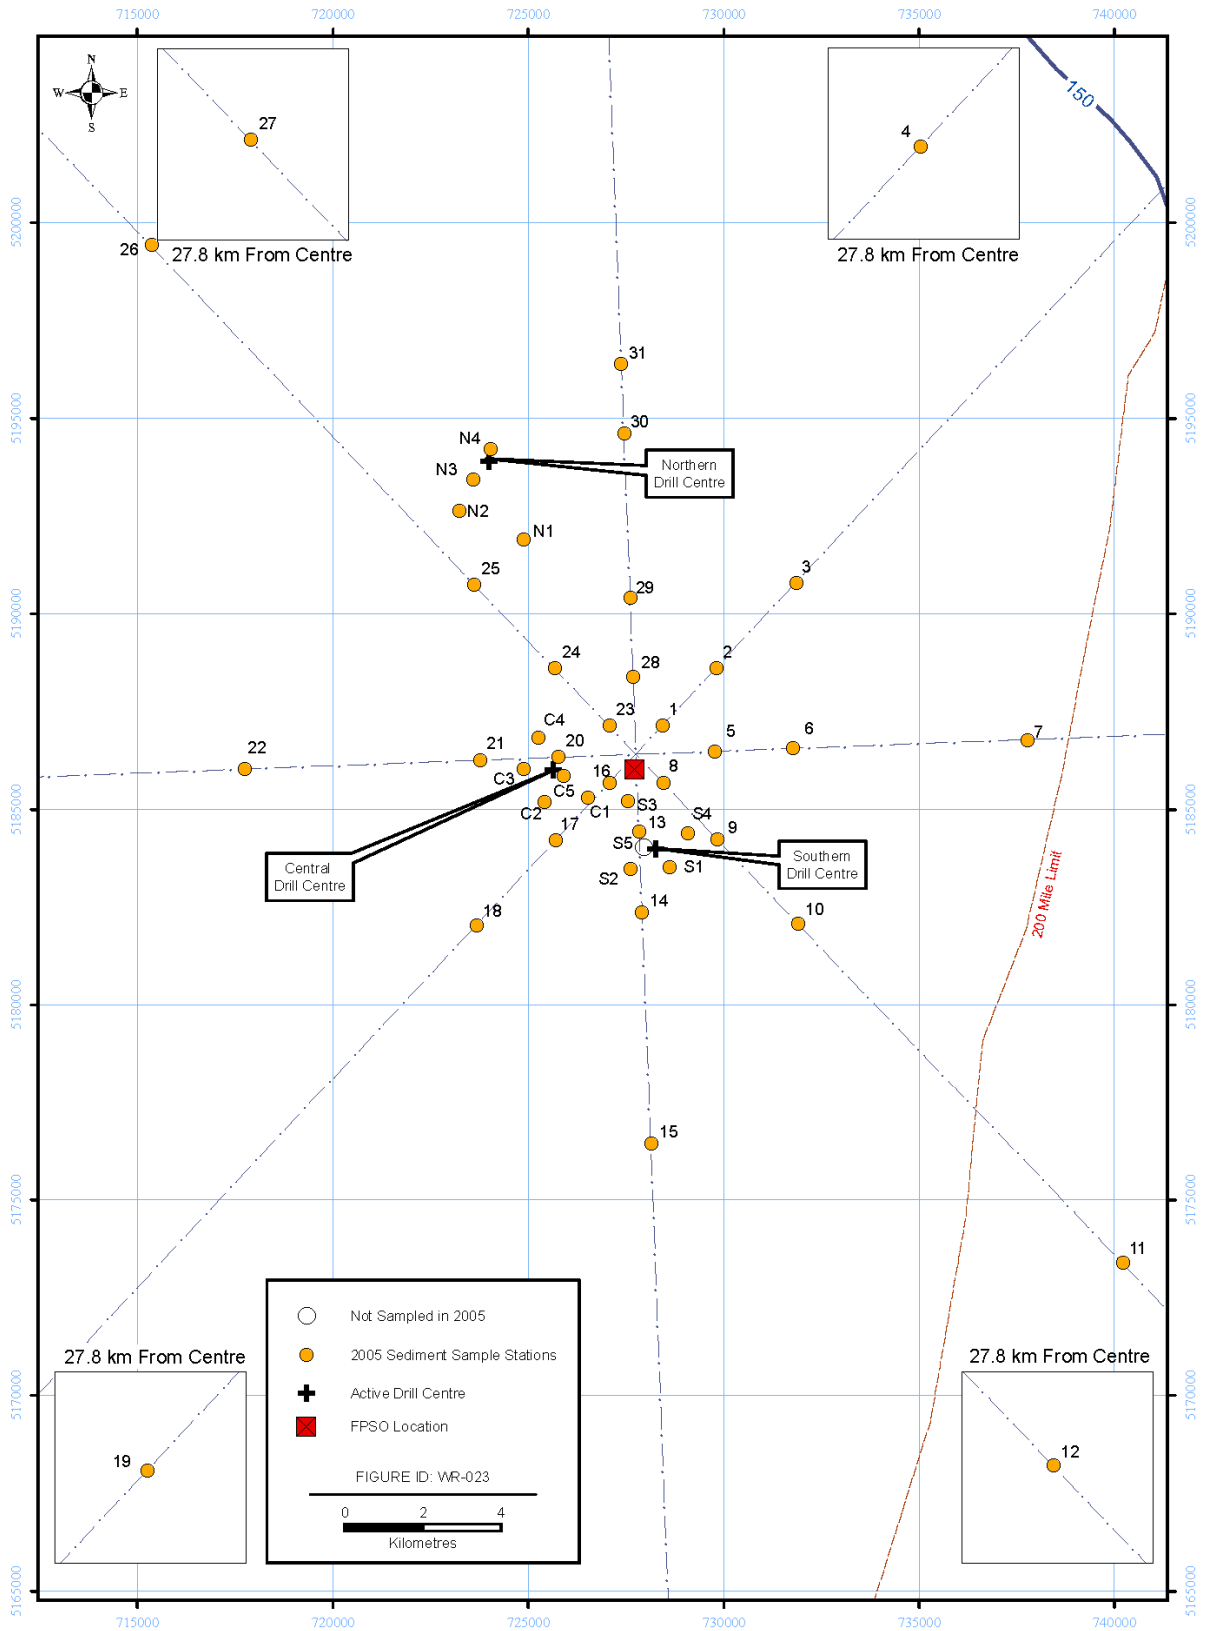 715000 720000 725000 730000 735000 740000
N
W E
S
27
4
150
5200000 5200000
26
27.8 km From Centre
27.8 km From Centre
31
5195000 5195000
30
N4
Northern
Drill Centre
N3
N2
N1
25
3
29
5190000 5190000
24
28
2
23
1
C4
5
6
7
22
21
20
C3
16
8
C5
C2
C1
S3
S4
5185000 5185000
17
13
9
S5
Southern
Drill Centre
S2
S1
Central
Drill Centre
200 Mile Limit
18
14
10
5180000 5180000
15
5175000 5175000
11
Not Sampled in 2005
27.8 km From Centre
2005 Sediment Sample Stations
27.8 km From Centre
5170000 5170000
Active Drill Centre
FPSO Location
19
12
FIGURE ID: WR-023
0 2 4
Kilometres
5165000 5165000
715000 720000 725000 730000 735000 740000